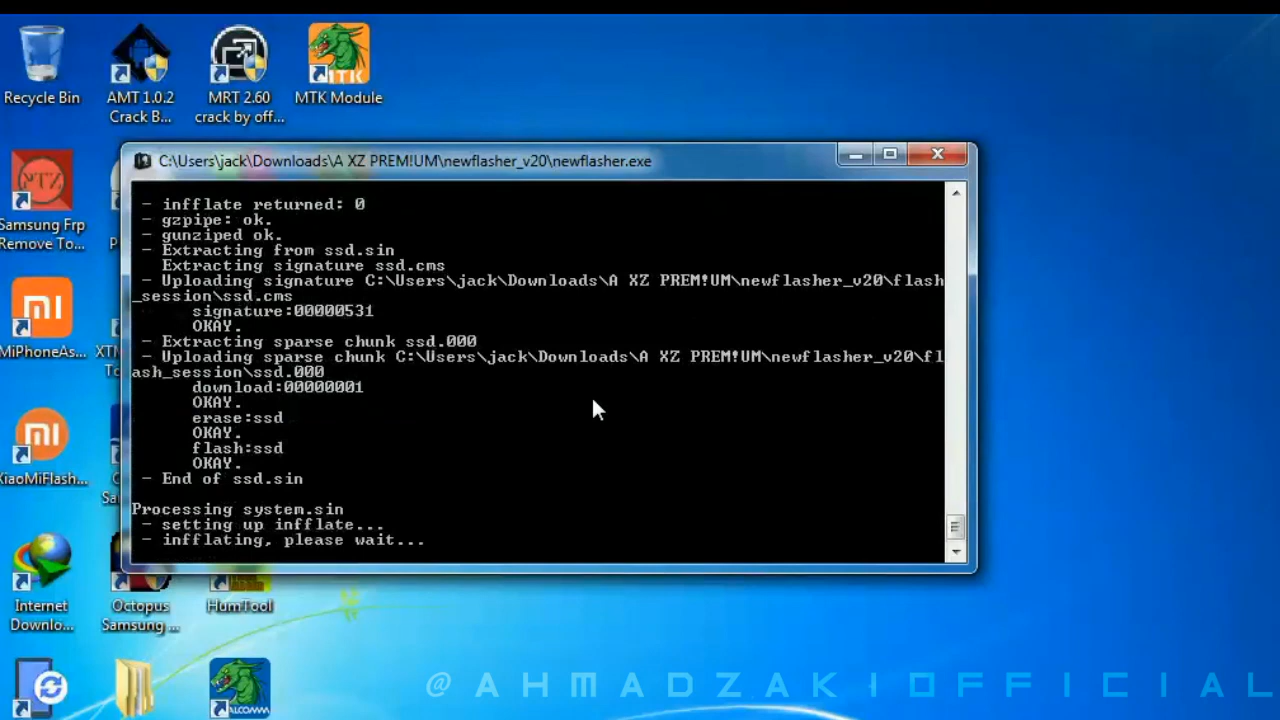 Recycle Bin
AMT 1.0.2
Crack B...
MRT 2.60
crack by off...
MTK
MTK Module
C:\Users\jack\Downloads\A XZ PREM!UM\newflasher_v20\newflasher.exe
- infflate returned: 0
- gzpipe: ok.
- gunziped ok.
- Extracting from ssd.sin
Extracting signature ssd.cms
- Uploading signature C:\Users\jack\Downloads\A XZ PREM!UM\newflasher_v20\flash
_session\ssd.cms
signature:00000531
OKAY.
- Extracting sparse chunk ssd.000
- Uploading sparse chunk C:\Users\jack\Downloads\A XZ PREM!UM\newflasher_v20\fl
ash_session\ssd.000
download:00000001
OKAY.
erase:ssd
OKAY.
flash:ssd
OKAY.
- End of ssd.sin
Processing system.sin
- setting up infflate...
- infflating, please wait...
Samsung Frp
Remove To...
MiPhoneAs...
XiaoMiFlash...
Internet
Downlo...
Octopus
Samsung ...
HumTool
@AHMADZAKIOFFICIAL